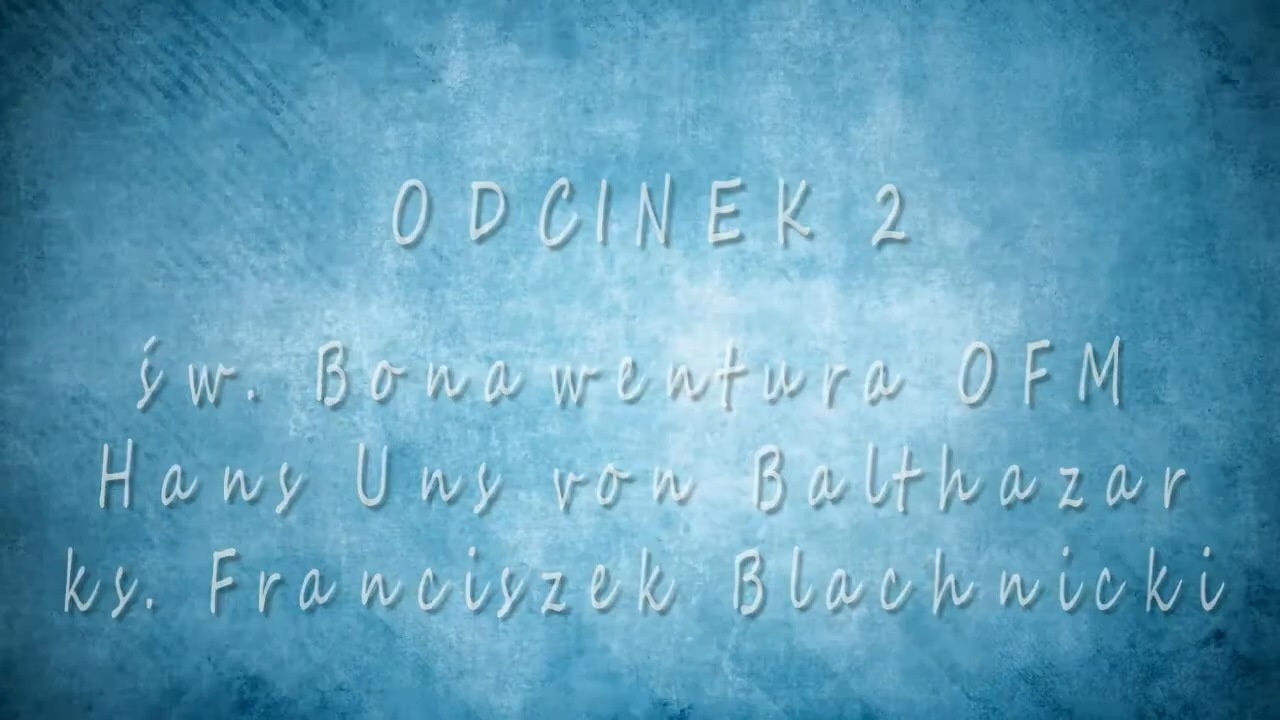 ODCINEK 2
św. Bonawentura OFM
Hans Uns von Balthazar
ks. Franciszek Blachnicki